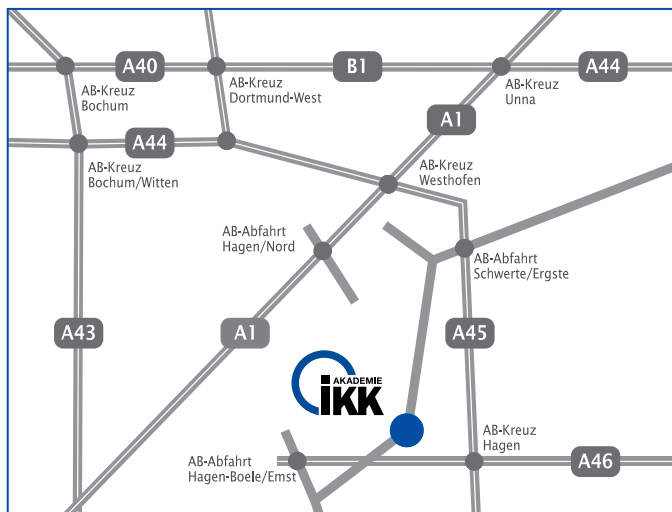 A40
B1
A44
AB-Kreuz
Bochum
AB-Kreuz
Dortmund-West
AB-Kreuz
Unna
A1
A44
AB-Kreuz
Bochum/Witten
AB-Kreuz
Westhofen
AB-Abfahrt
Hagen/Nord
AB-Abfahrt
Schwerte/Ergste
A43
A1
A45
AKADEMIE
IKK
AB-Kreuz
Hagen
AB-Abfahrt
Hagen-Boele/Emst
A46